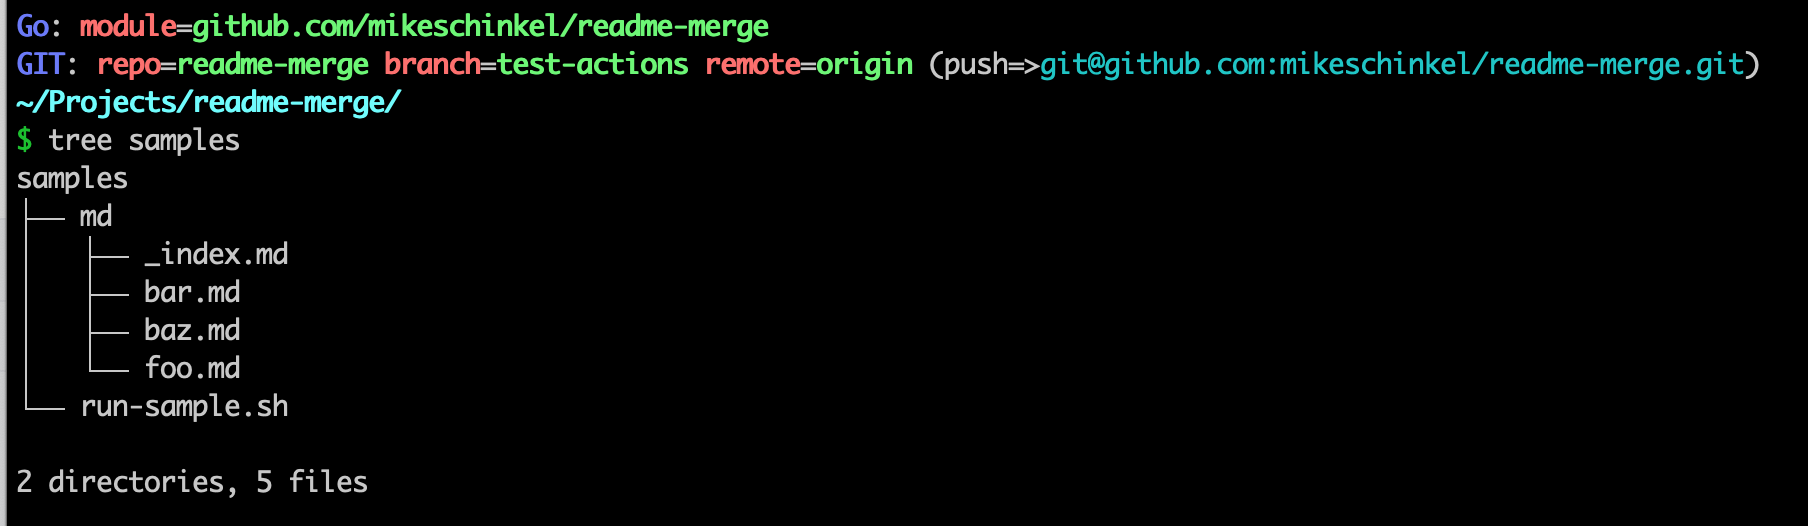 Go: module=github.com/mikeschinkel/readme-merge
GIT: repo=readme-merge branch=test-actions remote=origin (push=>git@github.com:mikeschinkel/readme-merge.git)
~/Projects/readme-merge/
$ tree samples
samples
├── md
│   ├── _index.md
│   ├── bar.md
│   ├── baz.md
│   └── foo.md
└── run-sample.sh
2 directories, 5 files